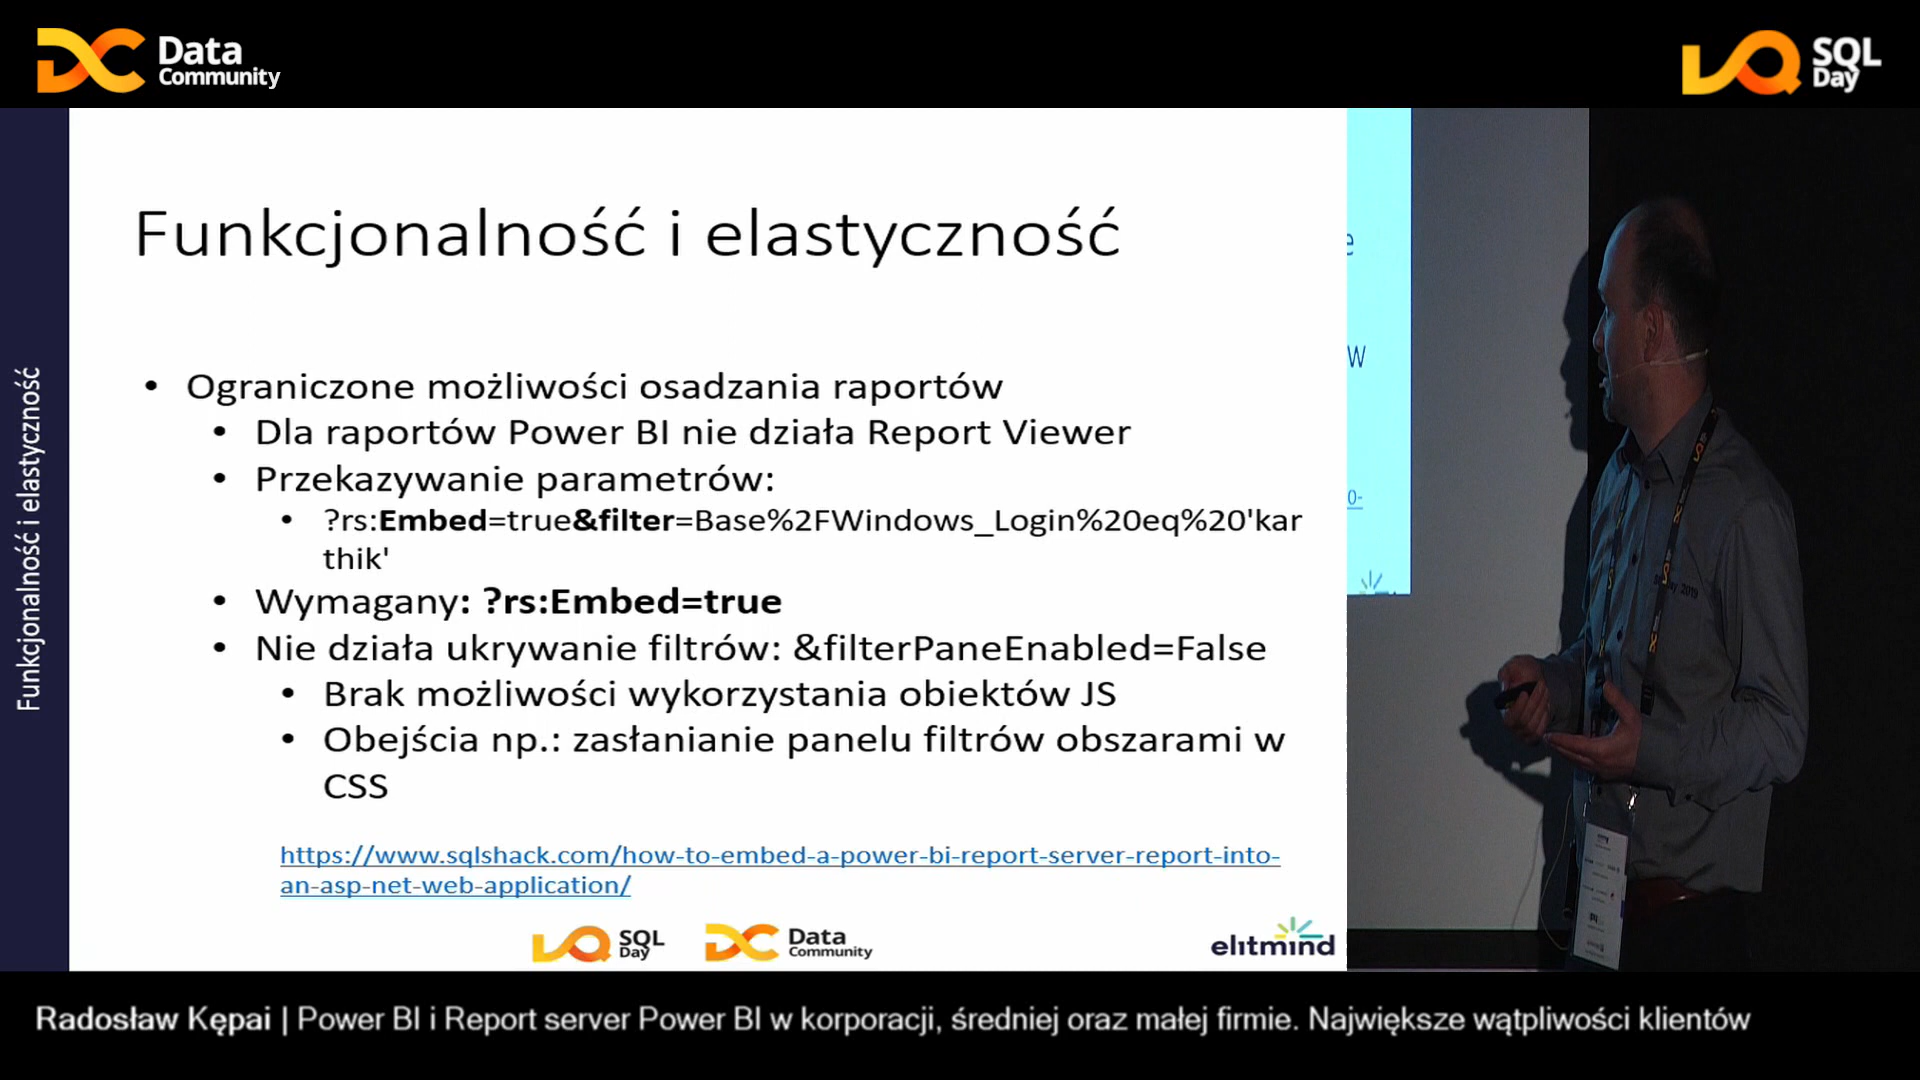 Data
Community
SQL
Day
Funkcjonalność i elastyczność
Funkcjonalność i elastyczność
• Ograniczone możliwości osadzania raportów
• Dla raportów Power BI nie działa Report Viewer
• Przekazywanie parametrów:
• ?rs:Embed=true&filter=Base%2FWindows_Login%20eq%20'kar
thik'
• Wymagany: ?rs:Embed=true
• Nie działa ukrywanie filtrów: &filterPaneEnabled=False
• Brak możliwości wykorzystania obiektów JS
• Obejścia np.: zasłanianie panelu filtrów obszarami w
CSS
https://www.sqlshack.com/how-to-embed-a-power-bi-report-server-report-into-
an-asp-net-web-application/
SQL
Day
Data
Community
elitmind
e
w
0-
Radosław Kępai | Power BI i Report server Power BI w korporacji, średniej oraz małej firmie. Największe wątpliwości klientów